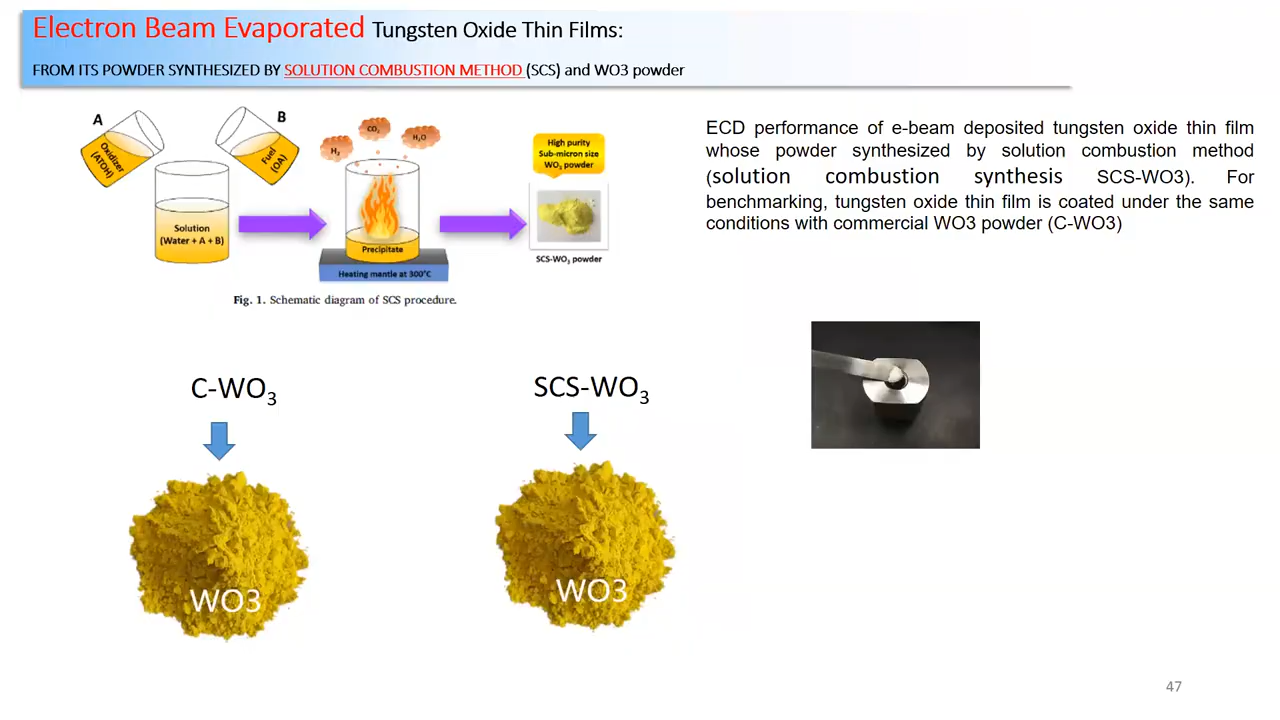 Electron Beam Evaporated Tungsten Oxide Thin Films:
FROM ITS POWDER SYNTHESIZED BY SOLUTION COMBUSTION METHOD (SCS) and WO3 powder
A
B
Oxidizer
(ATOH)
Fuel
(OA)
Solution
(Water + A + B)
H2
CO2
H2O
Precipitate
Heating mantle at 300°C
High purity
Sub-micron size
WO3 powder
SCS-WO3 powder
Fig. 1. Schematic diagram of SCS procedure.
ECD performance of e-beam deposited tungsten oxide thin film
whose powder synthesized by solution combustion method
(solution combustion synthesis SCS-WO3). For
benchmarking, tungsten oxide thin film is coated under the same
conditions with commercial WO3 powder (C-WO3)
C-WO3
SCS-WO3
WO3
WO3
47